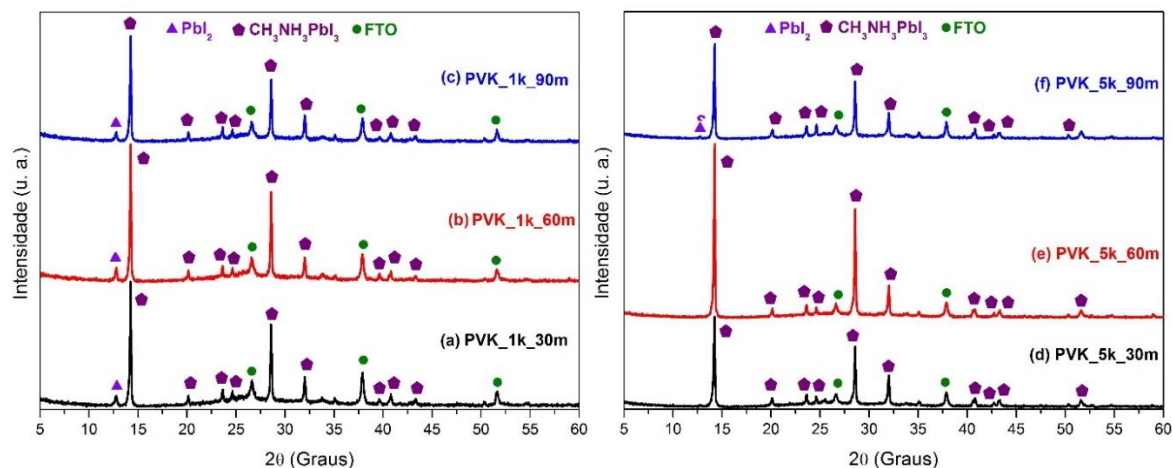 ▲ PbI₂ ⬟ CH₃NH₃PbI₃ ● FTO
(c) PVK_1k_90m
(b) PVK_1k_60m
(a) PVK_1k_30m
Intensidade (u. a.)
5 10 15 20 25 30 35 40 45 50 55 60
2θ (Graus)
▲ PbI₂ ⬟ CH₃NH₃PbI₃ ● FTO
(f) PVK_5k_90m
(e) PVK_5k_60m
(d) PVK_5k_30m
Intensidade (u. a.)
5 10 15 20 25 30 35 40 45 50 55 60
2θ (Graus)